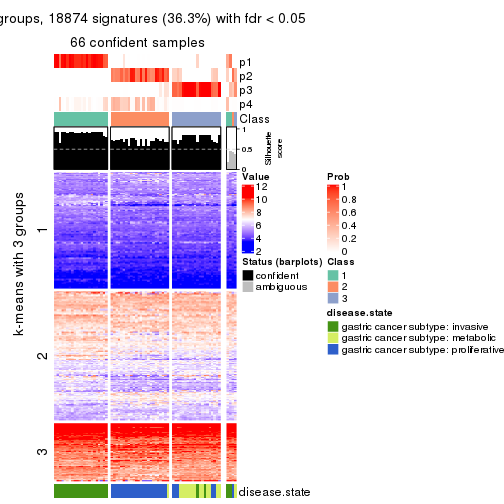 groups, 18874 signatures (36.3%) with fdr < 0.05
66 confident samples
p1
p2
p3
p4
Class
1
0.5
0
Silhouette
score
k-means with 3 groups
1
2
3
disease.state
Value
12
10
8
6
4
2
Prob
1
0.8
0.6
0.4
0.2
0
Status (barplots)
confident
ambiguous
Class
1
2
3
disease.state
gastric cancer subtype: invasive
gastric cancer subtype: metabolic
gastric cancer subtype: proliferative